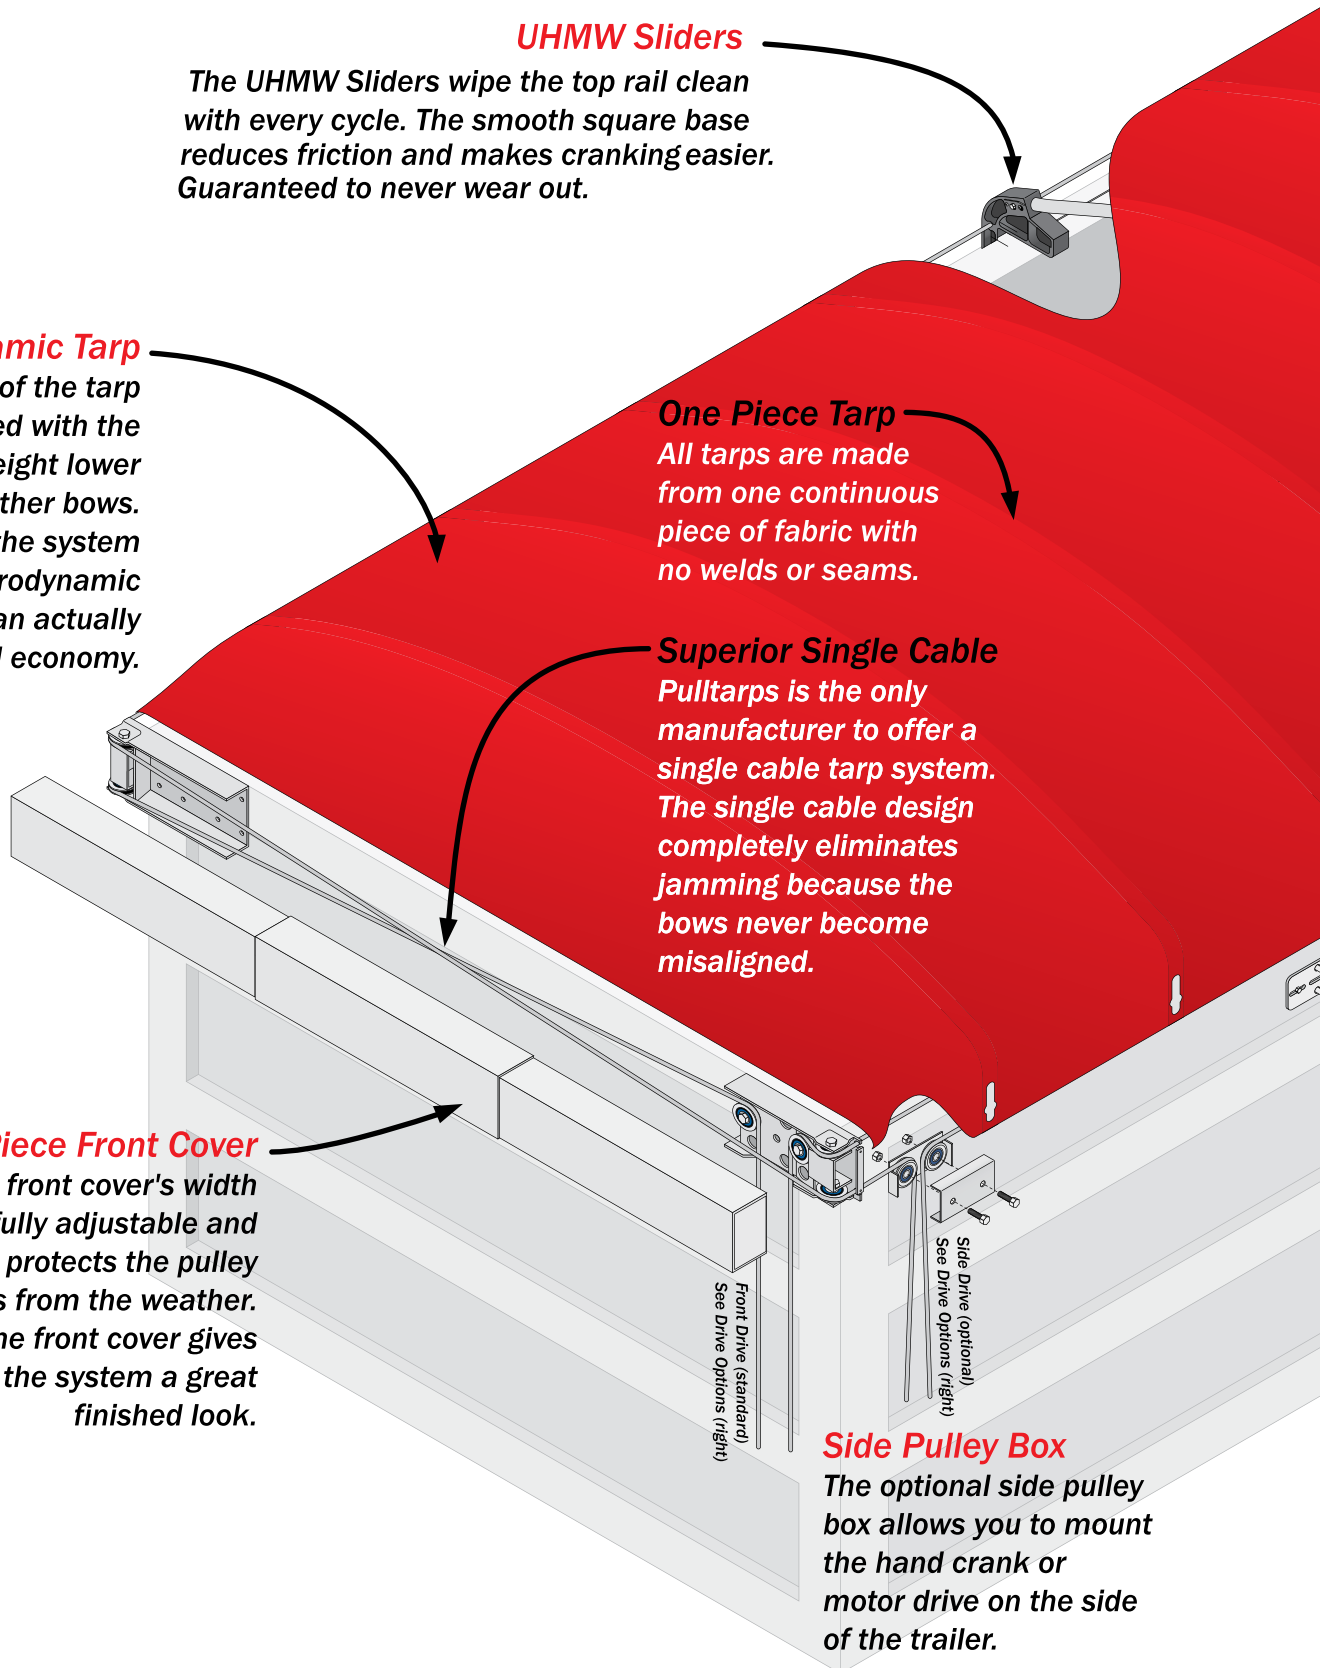 UHMW Sliders
The UHMW Sliders wipe the top rail clean
with every cycle. The smooth square base
reduces friction and makes cranking easier.
Guaranteed to never wear out.
amic Tarp
of the tarp
ed with the
eight lower
ther bows.
he system
rodynamic
an actually
economy.
One Piece Tarp
All tarps are made
from one continuous
piece of fabric with
no welds or seams.
Superior Single Cable
Pulltarps is the only
manufacturer to offer a
single cable tarp system.
The single cable design
completely eliminates
jamming because the
bows never become
misaligned.
Piece Front Cover
front cover's width
fully adjustable and
protects the pulley
s from the weather.
he front cover gives
the system a great
finished look.
Front Drive (standard)
See Drive Options (right)
Side Drive (optional)
See Drive Options (right)
Side Pulley Box
The optional side pulley
box allows you to mount
the hand crank or
motor drive on the side
of the trailer.